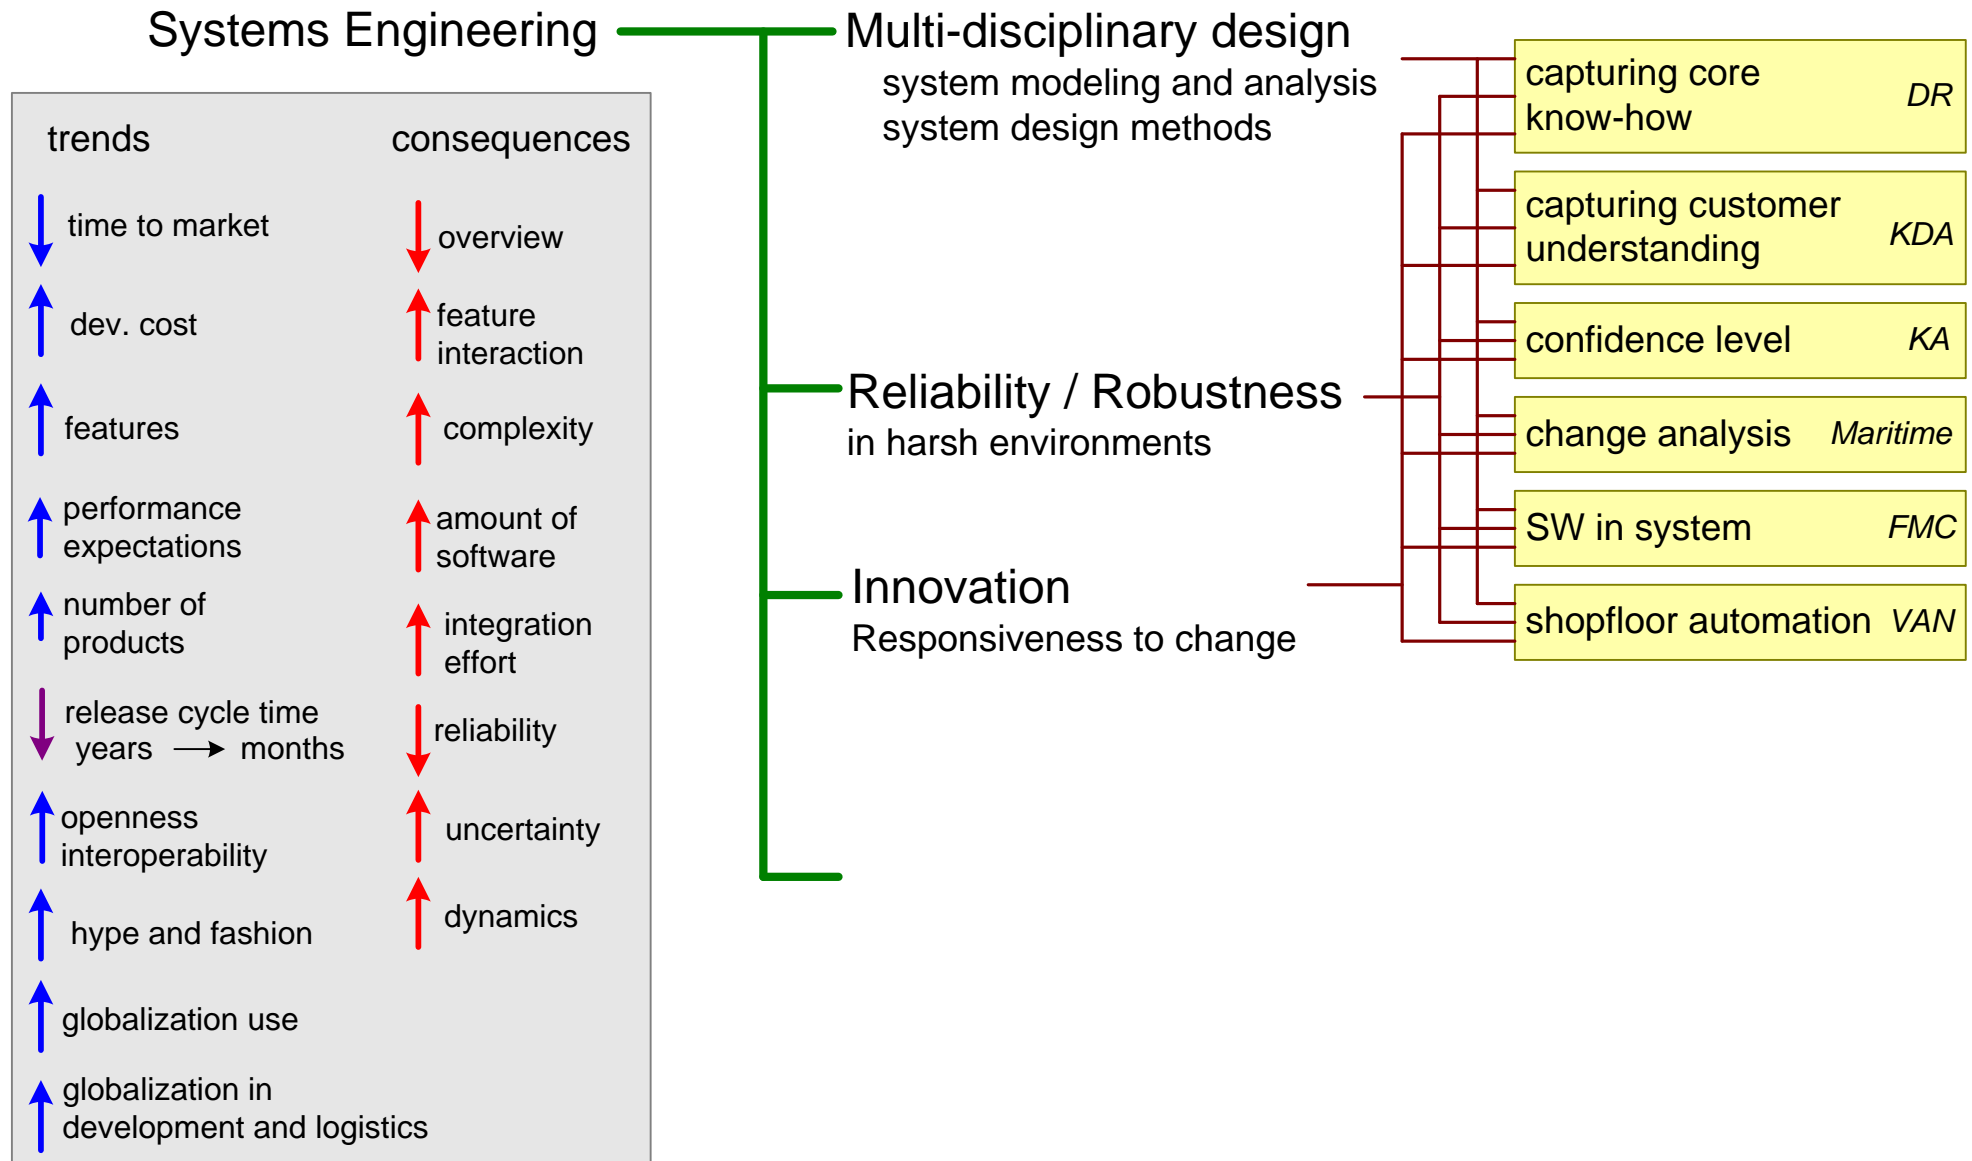 Systems Engineering
trends
consequences
time to market
dev. cost
features
performance
expectations
number of
products
release cycle time
years months
openness
interoperability
hype and fashion
globalization use
globalization in
development and logistics
overview
feature
interaction
complexity
amount of
software
integration
effort
reliability
uncertainty
dynamics
Multi-disciplinary design
system modeling and analysis
system design methods
Reliability / Robustness
in harsh environments
Innovation
Responsiveness to change
capturing core
know-how
DR
capturing customer
understanding
KDA
confidence level KA
change analysis Maritime
SW in system FMC
shopfloor automation VAN